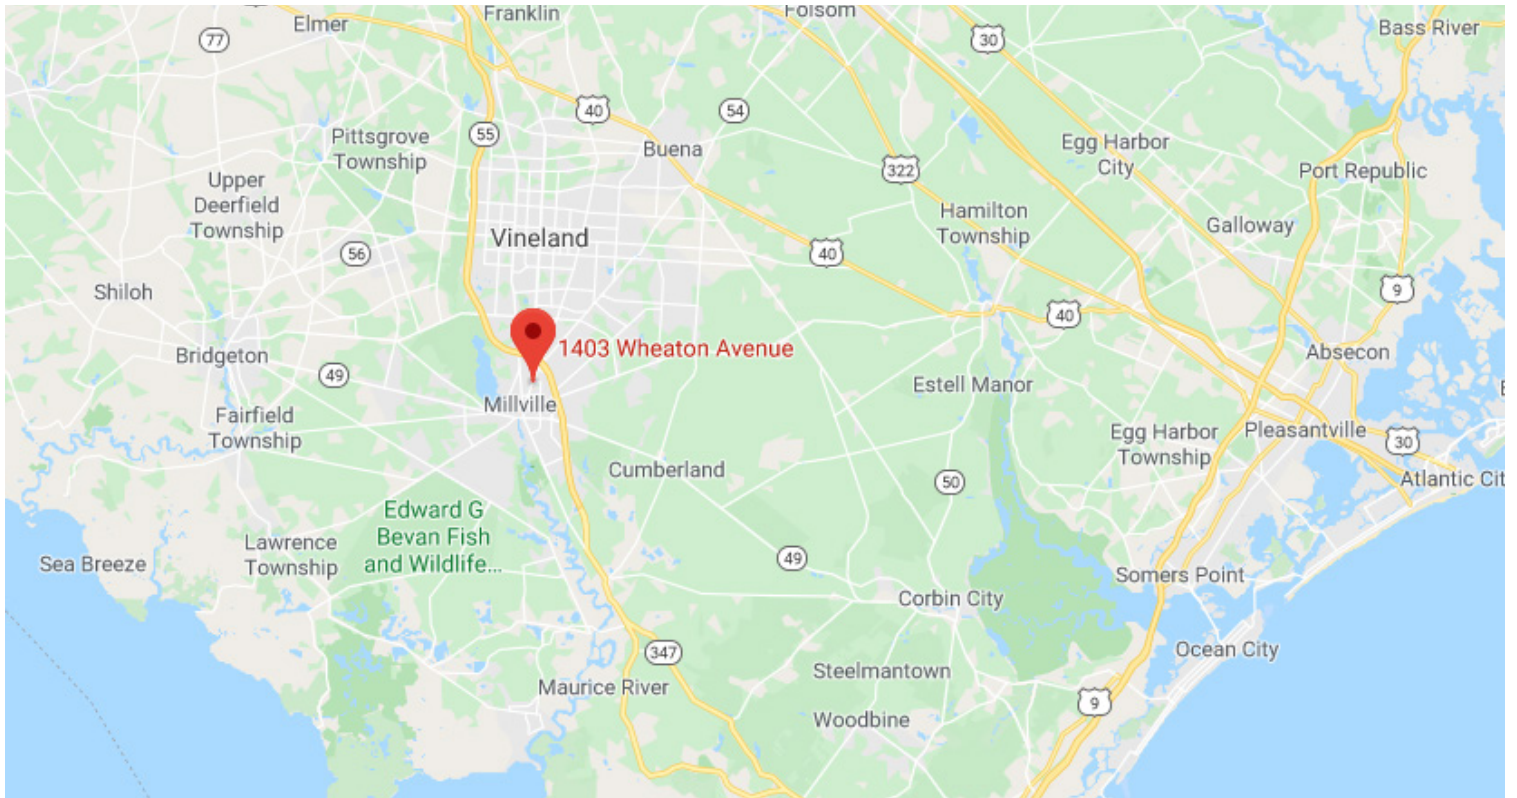 Franklin
Folsom
Elmer
Bass River
77
30
40
54
55
Pittsgrove
Township
Egg Harbor
City
Buena
322
Port Republic
Upper
Deerfield
Township
Hamilton
Township
Galloway
Vineland
56
40
Shiloh
9
40
1403 Wheaton Avenue
Absecon
Bridgeton
49
Estell Manor
Millville
Fairfield
Township
Egg Harbor
Township
Pleasantville
30
Cumberland
50
Atlantic Cit
Edward G
Bevan Fish
and Wildlife...
Lawrence
Township
49
Sea Breeze
Somers Point
Corbin City
347
Ocean City
Steelmantown
Maurice River
9
Woodbine